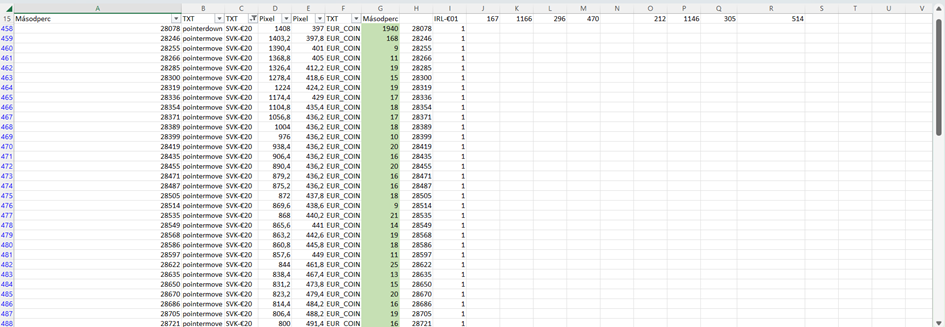 A B C D E F G H I J K L M N O P Q R S T U V
15 Másodperc TXT TXT Pixel Pixel TXT Másodperc IRL-€01 167 1166 296 470 212 1146 305 514
458 28078 pointerdown SVK-€20 1408 397 EUR_COIN 1940 28078 1
459 28246 pointermove SVK-€20 1403,2 397,8 EUR_COIN 168 28246 1
460 28255 pointermove SVK-€20 1390,4 401 EUR_COIN 9 28255 1
461 28266 pointermove SVK-€20 1368,8 405 EUR_COIN 11 28266 1
462 28285 pointermove SVK-€20 1326,4 412,2 EUR_COIN 19 28285 1
463 28300 pointermove SVK-€20 1278,4 418,6 EUR_COIN 15 28300 1
464 28319 pointermove SVK-€20 1224 424,2 EUR_COIN 19 28319 1
465 28336 pointermove SVK-€20 1174,4 429 EUR_COIN 17 28336 1
466 28354 pointermove SVK-€20 1104,8 435,4 EUR_COIN 18 28354 1
467 28371 pointermove SVK-€20 1056,8 436,2 EUR_COIN 17 28371 1
468 28389 pointermove SVK-€20 1004 436,2 EUR_COIN 18 28389 1
469 28399 pointermove SVK-€20 976 436,2 EUR_COIN 10 28399 1
470 28419 pointermove SVK-€20 938,4 436,2 EUR_COIN 20 28419 1
471 28435 pointermove SVK-€20 906,4 436,2 EUR_COIN 16 28435 1
472 28455 pointermove SVK-€20 890,4 436,2 EUR_COIN 20 28455 1
473 28471 pointermove SVK-€20 879,2 436,2 EUR_COIN 16 28471 1
474 28487 pointermove SVK-€20 875,2 436,2 EUR_COIN 16 28487 1
475 28505 pointermove SVK-€20 872 437,8 EUR_COIN 18 28505 1
476 28514 pointermove SVK-€20 869,6 438,6 EUR_COIN 9 28514 1
477 28535 pointermove SVK-€20 868 440,2 EUR_COIN 21 28535 1
478 28549 pointermove SVK-€20 865,6 441 EUR_COIN 14 28549 1
479 28568 pointermove SVK-€20 863,2 442,6 EUR_COIN 19 28568 1
480 28586 pointermove SVK-€20 860,8 445,8 EUR_COIN 18 28586 1
481 28597 pointermove SVK-€20 857,6 449 EUR_COIN 11 28597 1
482 28622 pointermove SVK-€20 844 461,8 EUR_COIN 25 28622 1
483 28635 pointermove SVK-€20 838,4 467,4 EUR_COIN 13 28635 1
484 28650 pointermove SVK-€20 831,2 473,8 EUR_COIN 15 28650 1
485 28670 pointermove SVK-€20 823,2 479,4 EUR_COIN 20 28670 1
486 28686 pointermove SVK-€20 814,4 484,2 EUR_COIN 16 28686 1
487 28705 pointermove SVK-€20 806,4 488,2 EUR_COIN 19 28705 1
488 28721 pointermove SVK-€20 800 491,4 EUR_COIN 16 28721 1